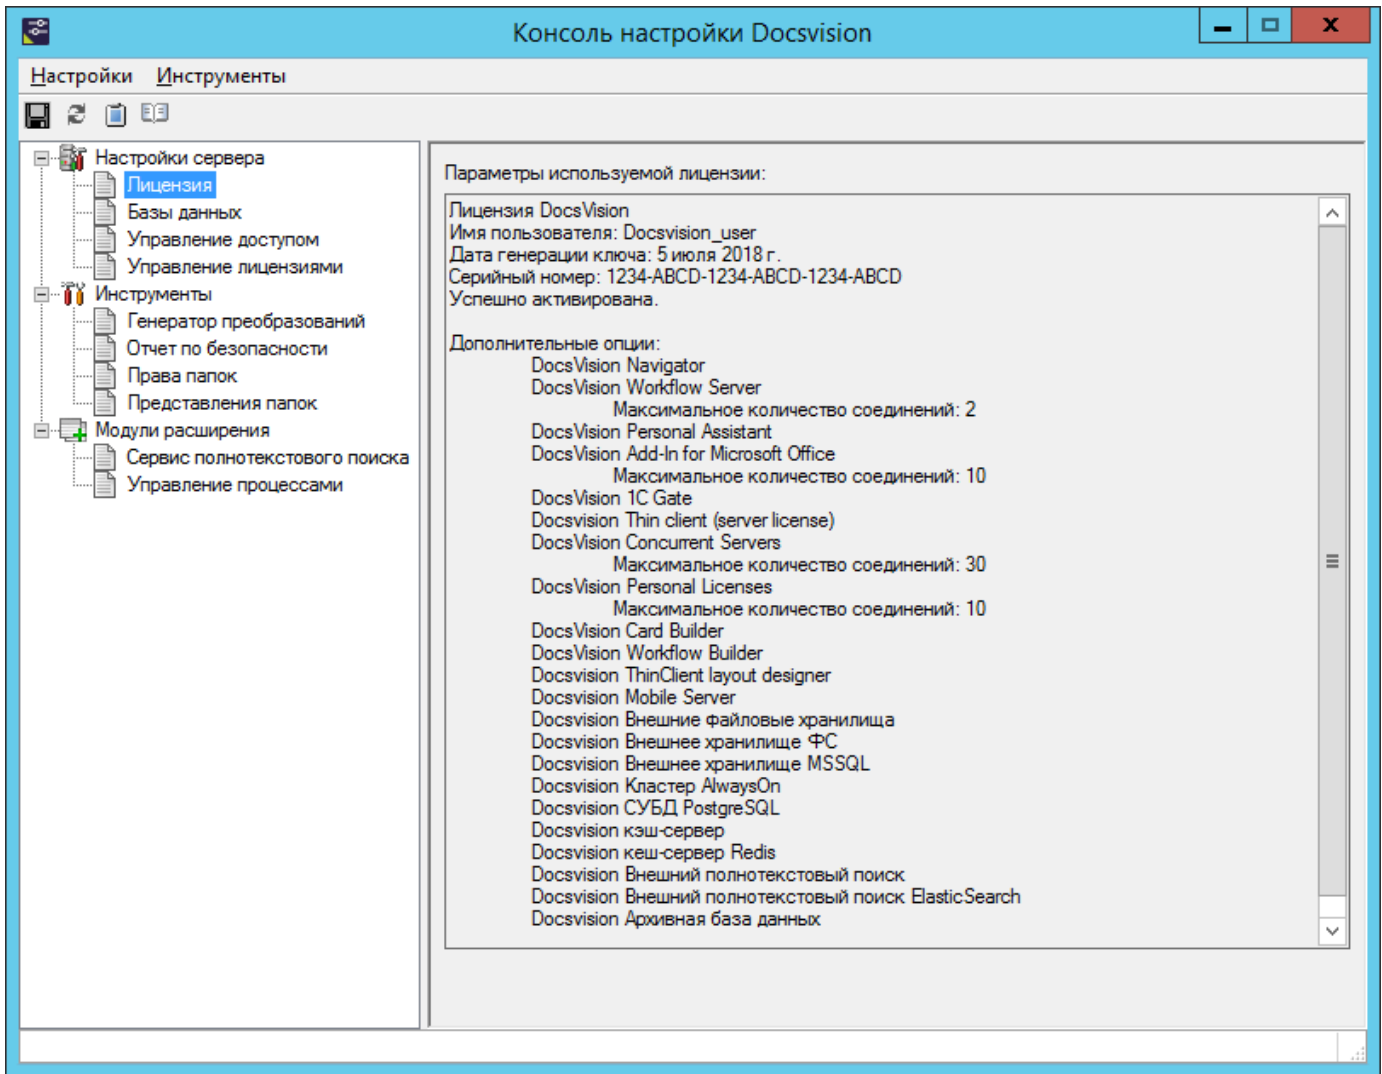 Консоль настройки Docsvision
Настройки Инструменты
Настройки сервера
Лицензия
Базы данных
Управление доступом
Управление лицензиями
Инструменты
Генератор преобразований
Отчет по безопасности
Права папок
Представления папок
Модули расширения
Сервис полнотекстового поиска
Управление процессами
Параметры используемой лицензии:
Лицензия DocsVision
Имя пользователя: Docsvision_user
Дата генерации ключа: 5 июля 2018 г.
Серийный номер: 1234-ABCD-1234-ABCD-1234-ABCD
Успешно активирована.
Дополнительные опции:
DocsVision Navigator
DocsVision Workflow Server
Максимальное количество соединений: 2
DocsVision Personal Assistant
DocsVision Add-In for Microsoft Office
Максимальное количество соединений: 10
DocsVision 1C Gate
Docsvision Thin client (server license)
DocsVision Concurrent Servers
Максимальное количество соединений: 30
DocsVision Personal Licenses
Максимальное количество соединений: 10
DocsVision Card Builder
DocsVision Workflow Builder
Docsvision ThinClient layout designer
Docsvision Mobile Server
Docsvision Внешние файловые хранилища
Docsvision Внешнее хранилище ФС
Docsvision Внешнее хранилище MSSQL
Docsvision Кластер AlwaysOn
Docsvision СУБД PostgreSQL
Docsvision кэш-сервер
Docsvision кеш-сервер Redis
Docsvision Внешний полнотекстовый поиск
Docsvision Внешний полнотекстовый поиск ElasticSearch
Docsvision Архивная база данных